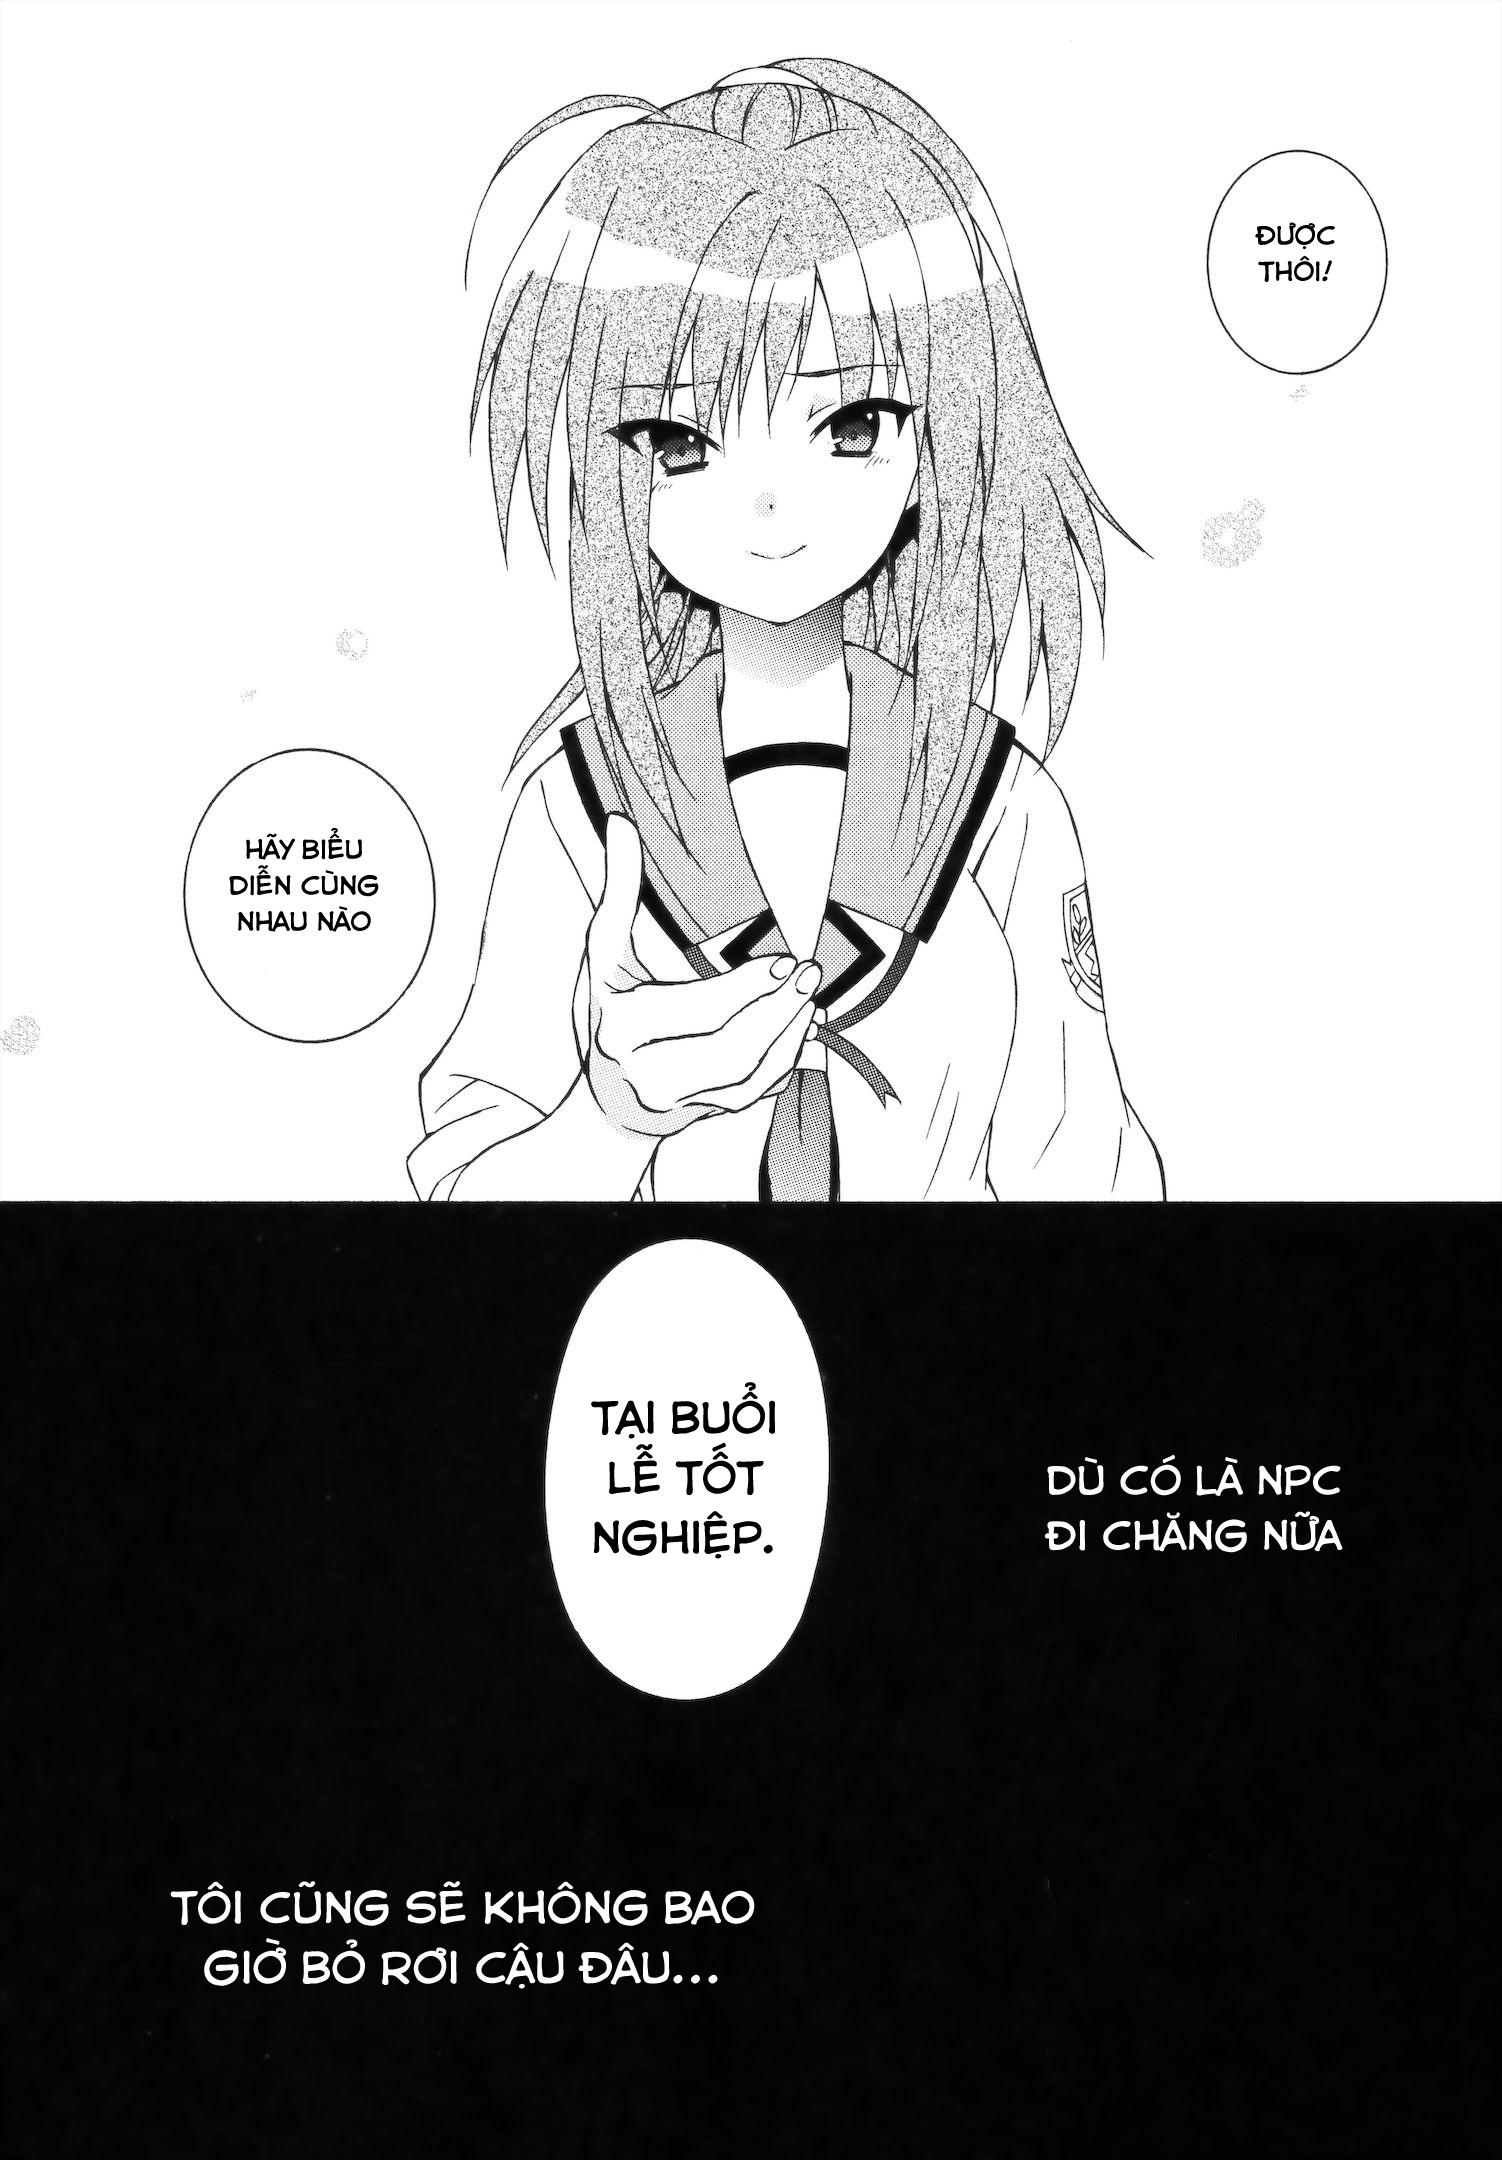 ĐƯỢC
THÔI!
HÃY BIỂU
DIỄN CÙNG
NHAU NÀO
TẠI BUỔI
LỄ TỐT
NGHIỆP.
DÙ CÓ LÀ NPC
ĐI CHĂNG NỮA
TÔI CŨNG SẼ KHÔNG BAO
GIỜ BỎ RƠI CẬU ĐÂU...